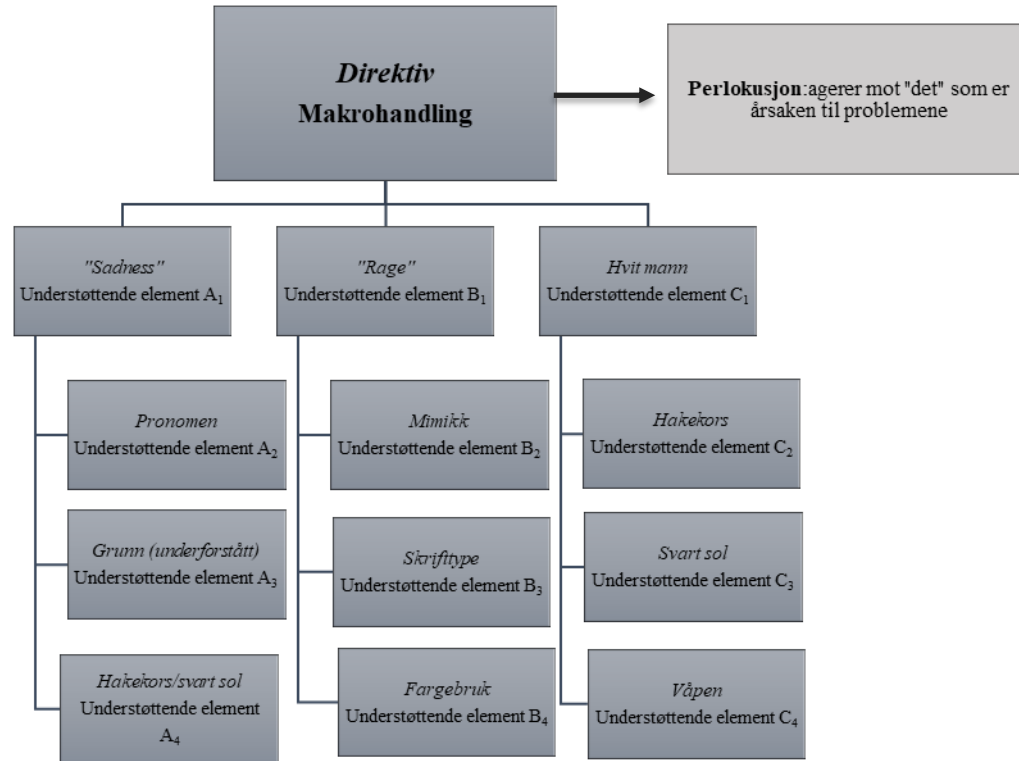 Direktiv
Makrohandling
Perlokusjon:agerer mot "det" som er
årsaken til problemene
"Sadness"
Understøttende element A₁
"Rage"
Understøttende element B₁
Hvit mann
Understøttende element C₁
Pronomen
Understøttende element A₂
Mimikk
Understøttende element B₂
Hakekors
Understøttende element C₂
Grunn (underforstått)
Understøttende element A₃
Skrifttype
Understøttende element B₃
Svart sol
Understøttende element C₃
Hakekors/svart sol
Understøttende element
A₄
Fargebruk
Understøttende element B₄
Våpen
Understøttende element C₄